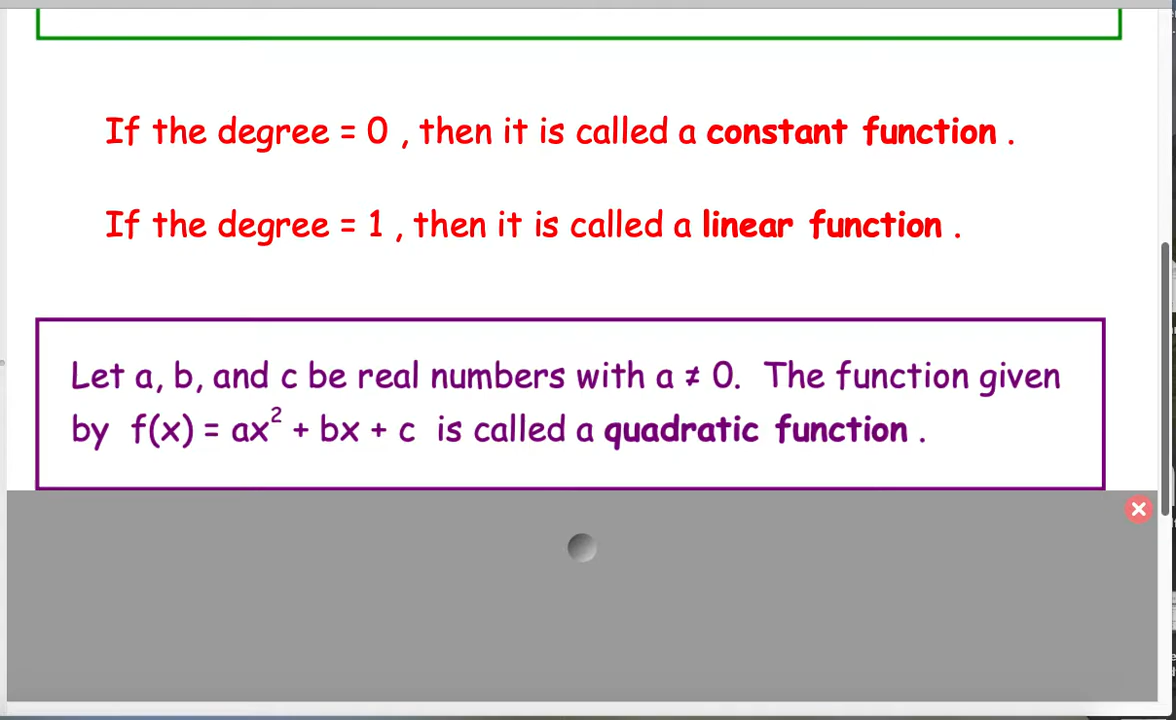 If the degree = 0 , then it is called a constant function .
If the degree = 1 , then it is called a linear function .
Let a, b, and c be real numbers with a ≠ 0. The function given
by f(x) = ax² + bx + c is called a quadratic function .